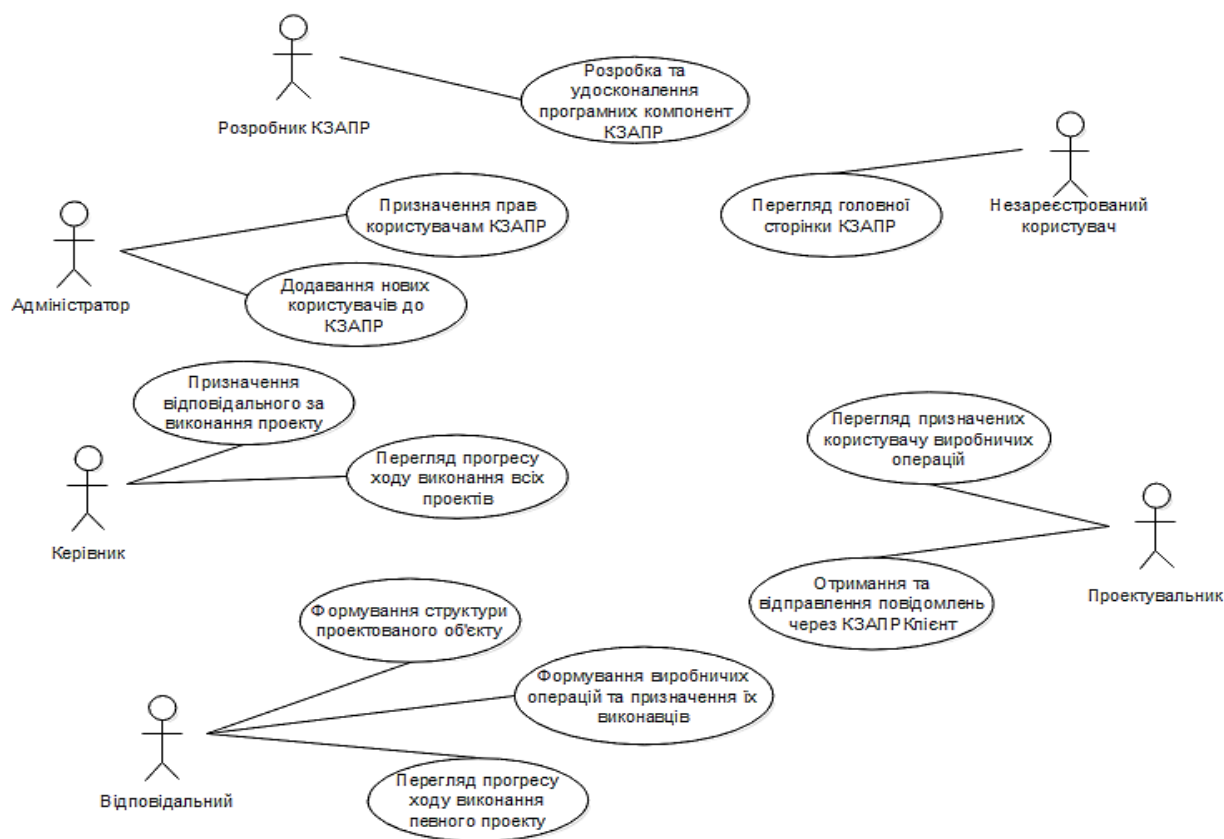 Розробник КЗАПР
Розробка та
удосконалення
програмних компонент
КЗАПР
Незареєстрований
користувач
Перегляд головної
сторінки КЗАПР
Адміністратор
Призначення прав
користувачам КЗАПР
Додавання нових
користувачів до
КЗАПР
Призначення
відповідального за
виконання проекту
Керівник
Перегляд прогресу
ходу виконання всіх
проектів
Перегляд призначених
користувачу виробничих
операцій
Проектувальник
Отримання та
відправлення повідомлень
через КЗАПР Клієнт
Формування структури
проектованого об'єкту
Формування виробничих
операцій та призначення їх
виконавців
Відповідальний
Перегляд прогресу
ходу виконання
певного проекту